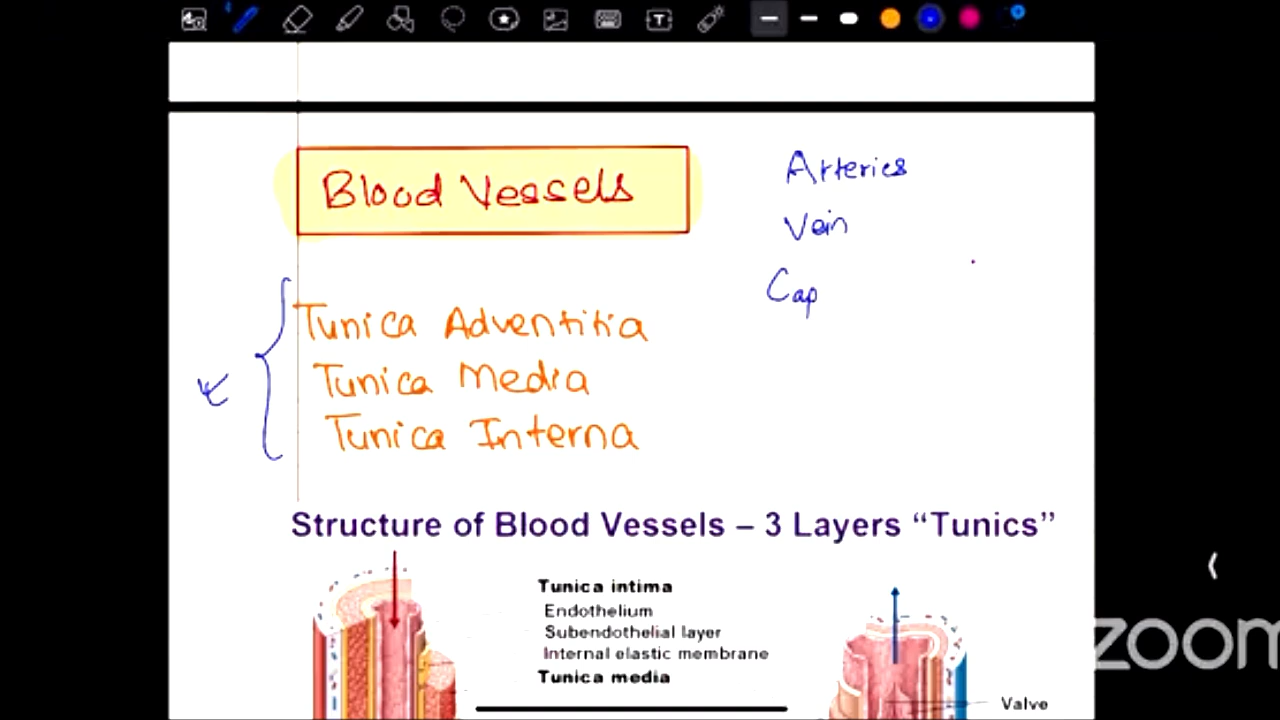 Blood Vessels
Arteries
Vein
Cap
Tunica Adventitia
Tunica Media
Tunica Interna
Structure of Blood Vessels – 3 Layers “Tunics”
Tunica intima
Endothelium
Subendothelial layer
Internal elastic membrane
Tunica media
Valve
zoom